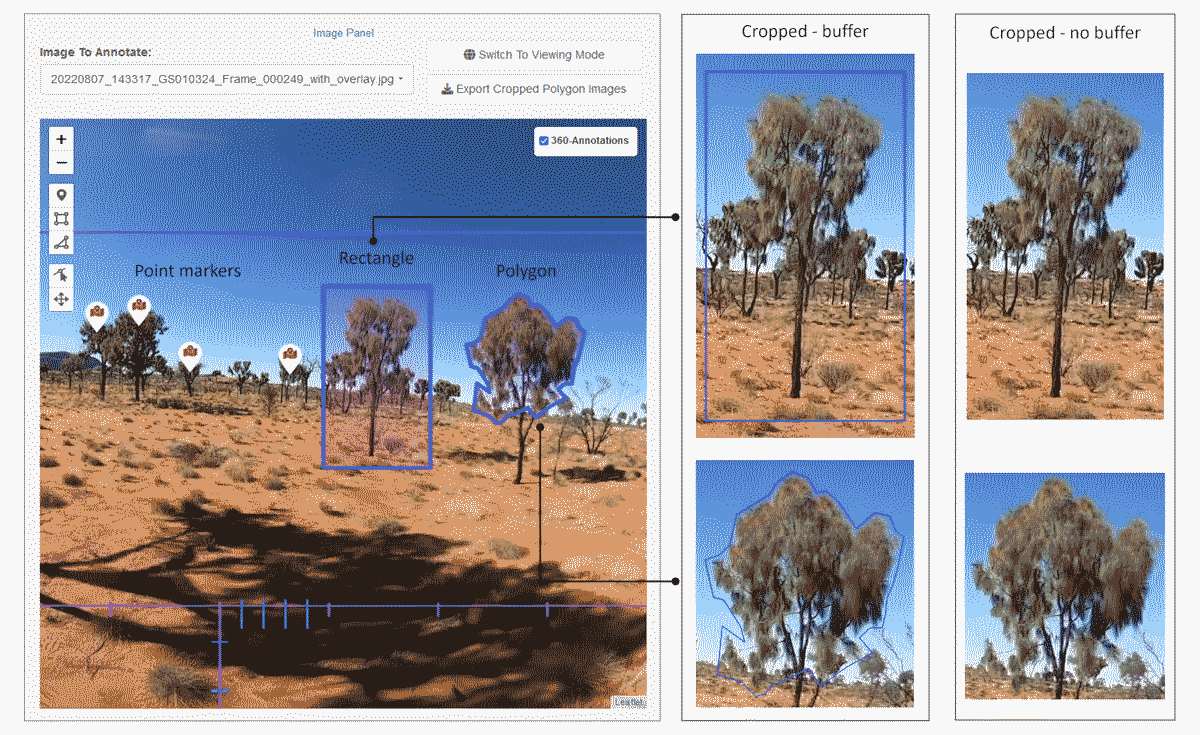 Image Panel
Image To Annotate:
20220807_143317_GS010324_Frame_000249_with_overlay.jpg
Switch To Viewing Mode
Export Cropped Polygon Images
+
−
360-Annotations
Point markers
Rectangle
Polygon
Leaflet
Cropped - buffer
Cropped - no buffer